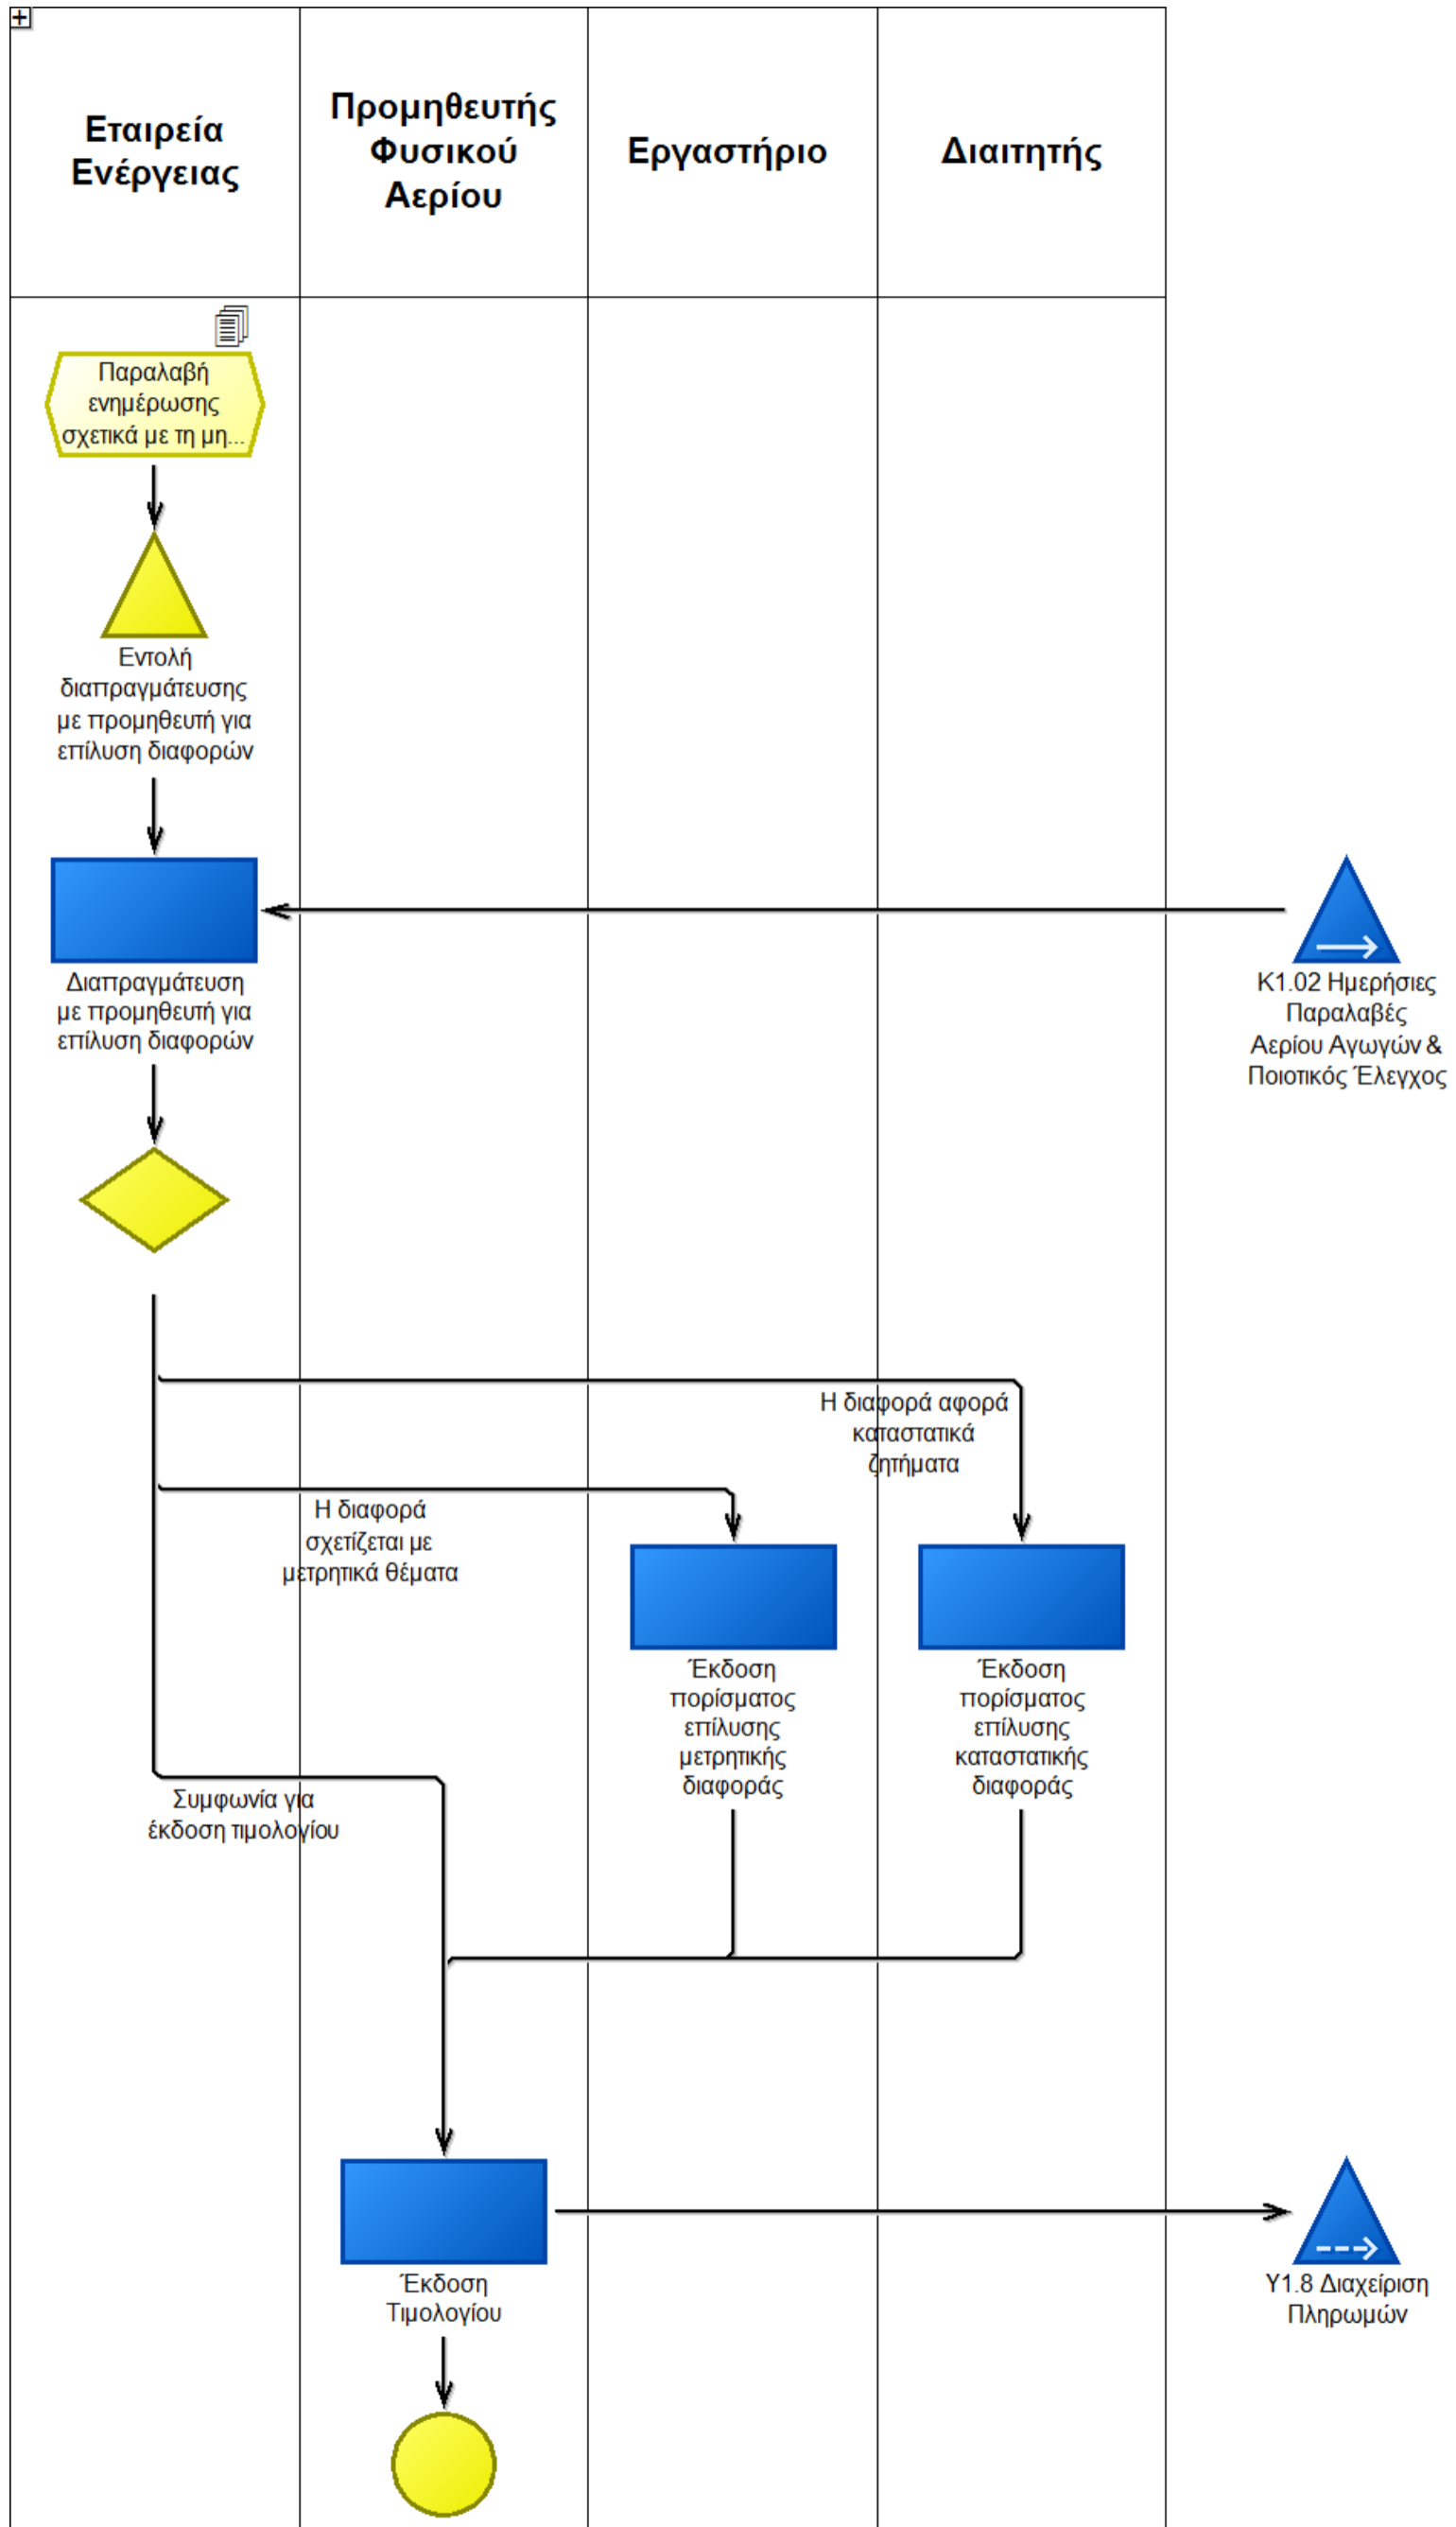 Εταιρεία
Ενέργειας
Προμηθευτής
Φυσικού
Αερίου
Εργαστήριο
Διαιτητής
Παραλαβή
ενημέρωσης
σχετικά με τη μη...
Εντολή
διαπραγμάτευσης
με προμηθευτή για
επίλυση διαφορών
Διαπραγμάτευση
με προμηθευτή για
επίλυση διαφορών
Κ1.02 Ημερήσιες
Παραλαβές
Αερίου Αγωγών &
Ποιοτικός Έλεγχος
Η διαφορά αφορά
καταστατικά
ζητήματα
Η διαφορά
σχετίζεται με
μετρητικά θέματα
Έκδοση
πορίσματος
επίλυσης
μετρητικής
διαφοράς
Έκδοση
πορίσματος
επίλυσης
καταστατικής
διαφοράς
Συμφωνία για
έκδοση τιμολογίου
Έκδοση
Τιμολογίου
Υ1.8 Διαχείριση
Πληρωμών